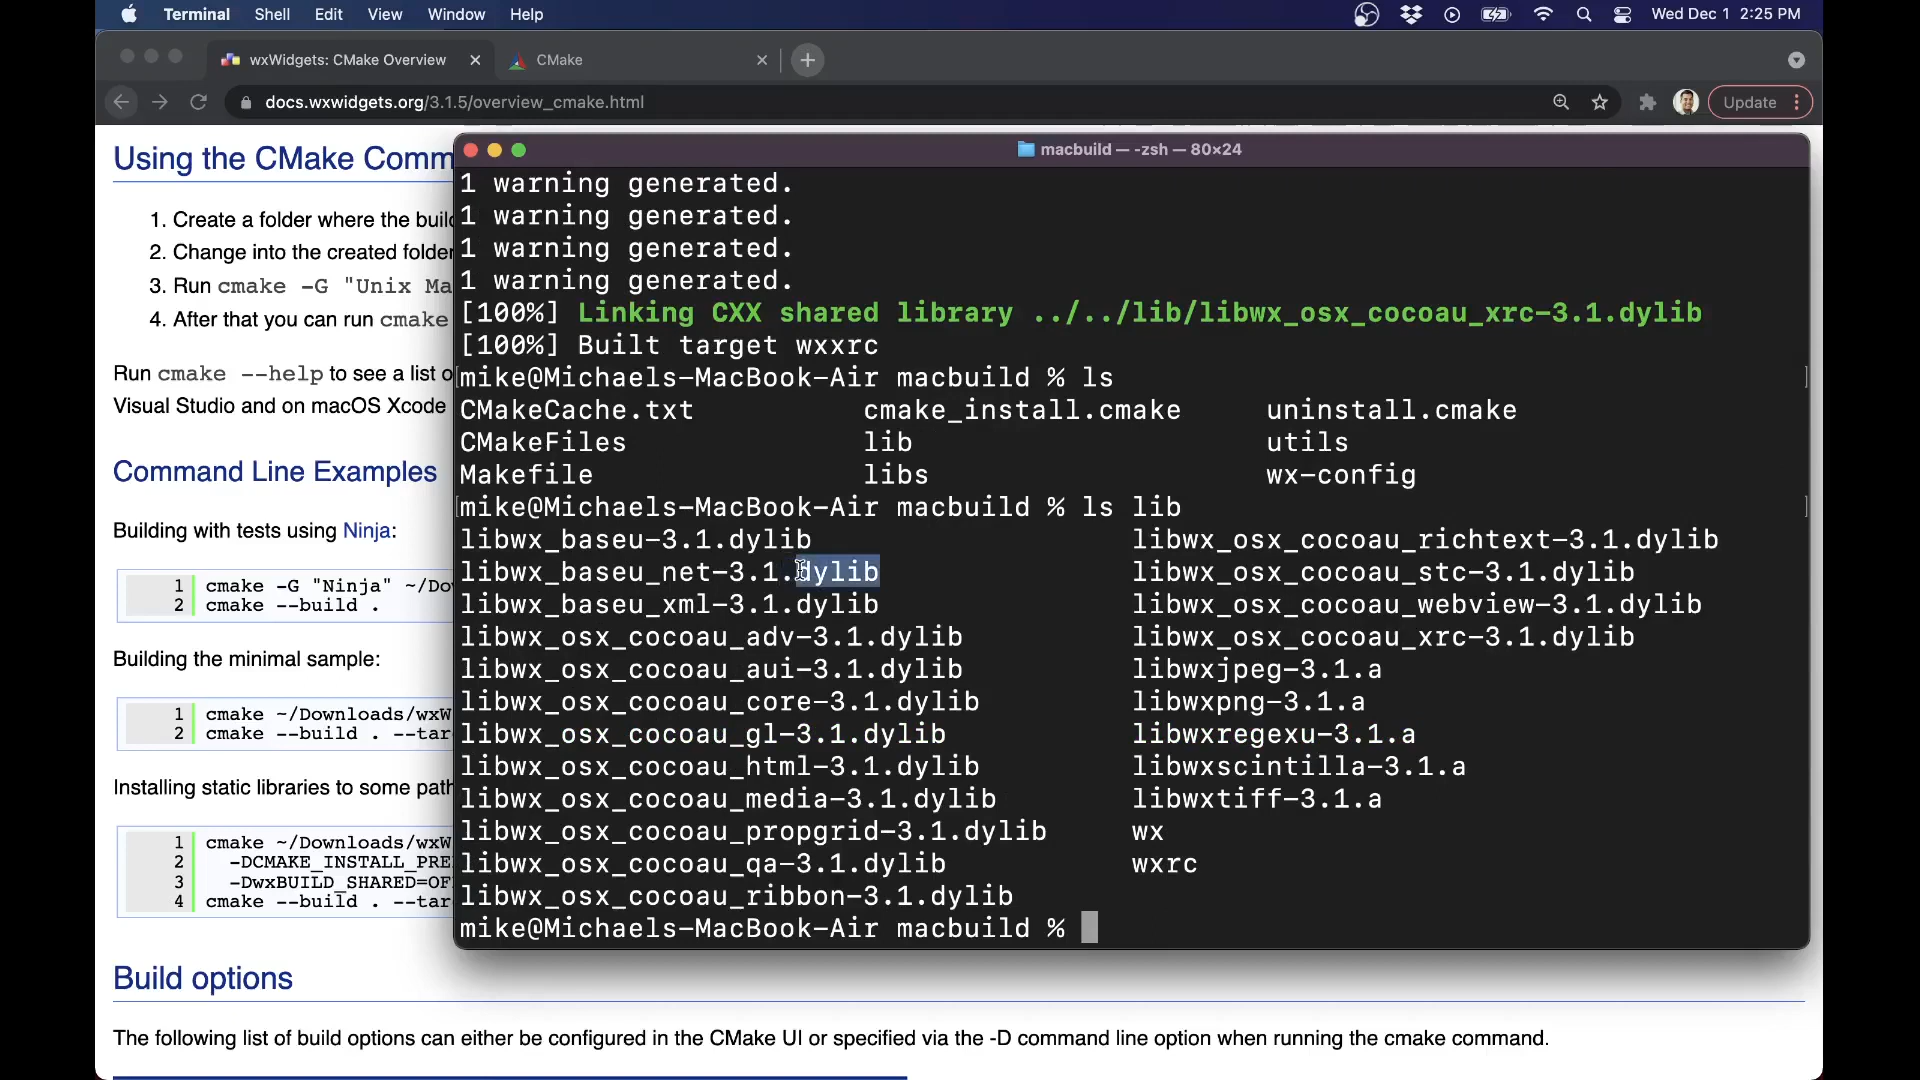 Terminal Shell Edit View Window Help Wed Dec 1 2:25 PM
wxWidgets: CMake Overview CMake
docs.wxwidgets.org/3.1.5/overview_cmake.html Update
macbuild — -zsh — 80×24
1 warning generated.
1 warning generated.
1 warning generated.
1 warning generated.
[100%] Linking CXX shared library ../../lib/libwx_osx_cocoau_xrc-3.1.dylib
[100%] Built target wxxrc
mike@Michaels-MacBook-Air macbuild % ls
CMakeCache.txt cmake_install.cmake uninstall.cmake
CMakeFiles lib utils
Makefile libs wx-config
mike@Michaels-MacBook-Air macbuild % ls lib
libwx_baseu-3.1.dylib libwx_osx_cocoau_richtext-3.1.dylib
libwx_baseu_net-3.1.dylib libwx_osx_cocoau_stc-3.1.dylib
libwx_baseu_xml-3.1.dylib libwx_osx_cocoau_webview-3.1.dylib
libwx_osx_cocoau_adv-3.1.dylib libwx_osx_cocoau_xrc-3.1.dylib
libwx_osx_cocoau_aui-3.1.dylib libwxjpeg-3.1.a
libwx_osx_cocoau_core-3.1.dylib libwxpng-3.1.a
libwx_osx_cocoau_gl-3.1.dylib libwxregexu-3.1.a
libwx_osx_cocoau_html-3.1.dylib libwxscintilla-3.1.a
libwx_osx_cocoau_media-3.1.dylib libwxtiff-3.1.a
libwx_osx_cocoau_propgrid-3.1.dylib wx
libwx_osx_cocoau_qa-3.1.dylib wxrc
libwx_osx_cocoau_ribbon-3.1.dylib
mike@Michaels-MacBook-Air macbuild %
Using the CMake Comm
1. Create a folder where the build
2. Change into the created folder
3. Run cmake -G "Unix Ma
4. After that you can run cmake
Run cmake --help to see a list o
Visual Studio and on macOS Xcode
Command Line Examples
Building with tests using Ninja:
1 cmake -G "Ninja" ~/Do
2 cmake --build .
Building the minimal sample:
1 cmake ~/Downloads/wxW
2 cmake --build . --tar
Installing static libraries to some path
1 cmake ~/Downloads/wxW
2 -DCMAKE_INSTALL_PRE
3 -DwxBUILD_SHARED=OF
4 cmake --build . --tar
Build options
The following list of build options can either be configured in the CMake UI or specified via the -D command line option when running the cmake command.